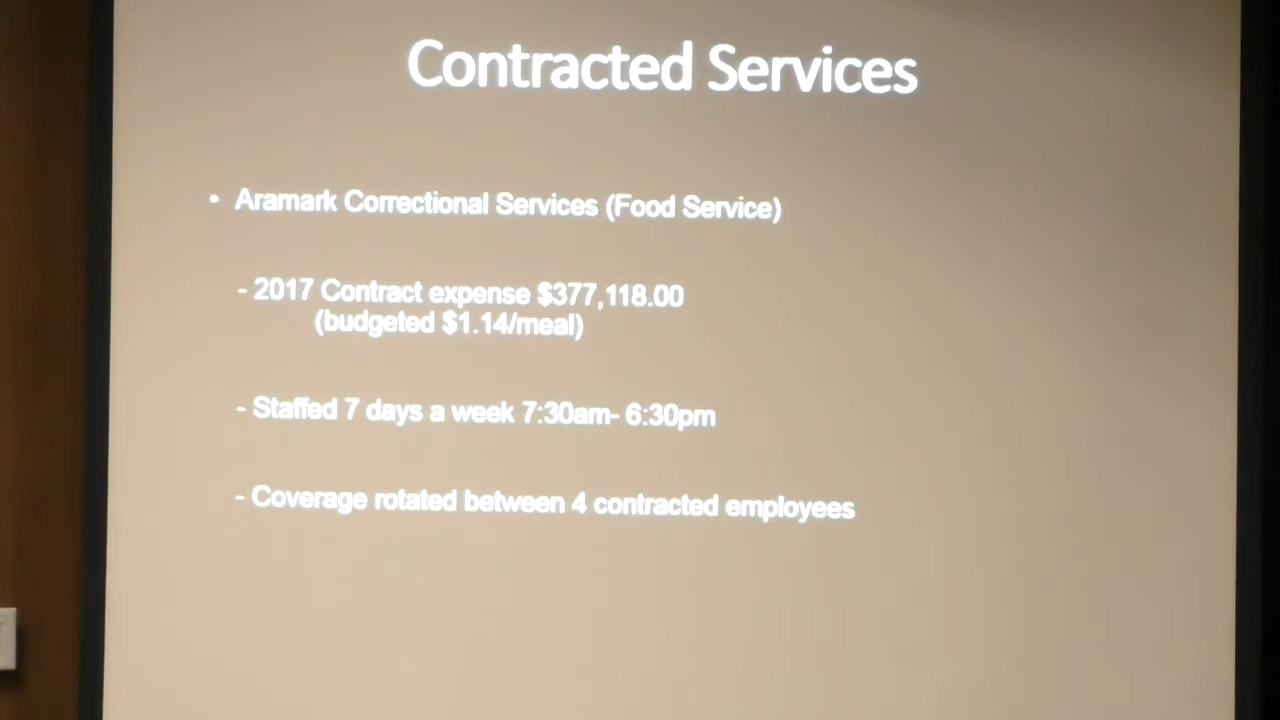 Contracted Services
• Aramark Correctional Services (Food Service)
- 2017 Contract expense $377,118.00
(budgeted $1.14/meal)
- Staffed 7 days a week 7:30am- 6:30pm
- Coverage rotated between 4 contracted employees